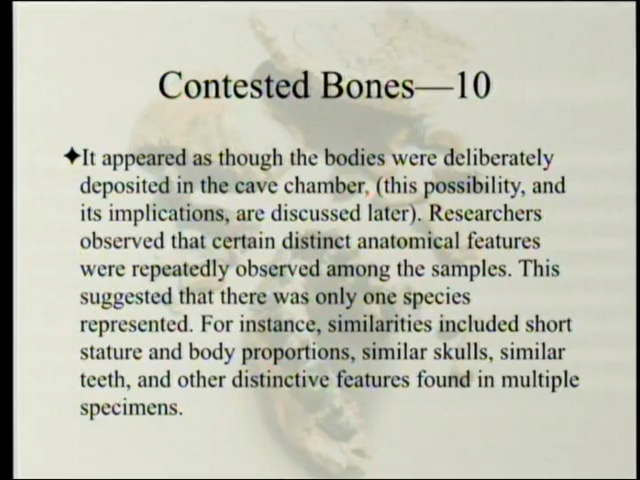 Contested Bones—10
✦It appeared as though the bodies were deliberately
deposited in the cave chamber, (this possibility, and
its implications, are discussed later). Researchers
observed that certain distinct anatomical features
were repeatedly observed among the samples. This
suggested that there was only one species
represented. For instance, similarities included short
stature and body proportions, similar skulls, similar
teeth, and other distinctive features found in multiple
specimens.